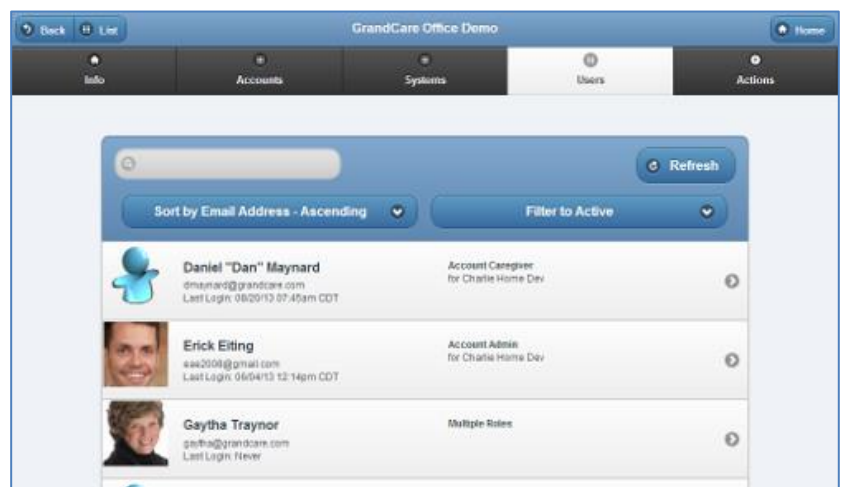 Back List GrandCare Office Demo Home
Info Accounts Systems Users Actions
Refresh
Sort by Email Address - Ascending Filter to Active
Daniel "Dan" Maynard
dmaynard@grandcare.com
Last Login: 08/20/13 07:45am CDT
Account Caregiver
for Charlie Home Dev
Erick Eiting
eae2008@gmail.com
Last Login: 06/04/13 12:14pm CDT
Account Admin
for Charlie Home Dev
Gaytha Traynor
gaytha@grandcare.com
Last Login: Never
Multiple Roles